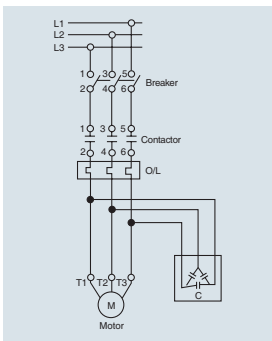 L1
L2
L3
1 3 5
Breaker
2 4 6
1 3 5
Contactor
2 4 6
O/L
T1 T2 T3
C
M
Motor